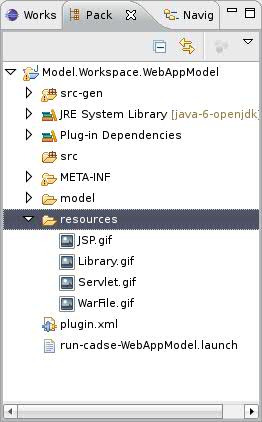 Works Pack Navig
Model.Workspace.WebAppModel
src-gen
JRE System Library [java-6-openjdk]
Plug-in Dependencies
src
META-INF
model
resources
JSP.gif
Library.gif
Servlet.gif
WarFile.gif
plugin.xml
run-cadse-WebAppModel.launch